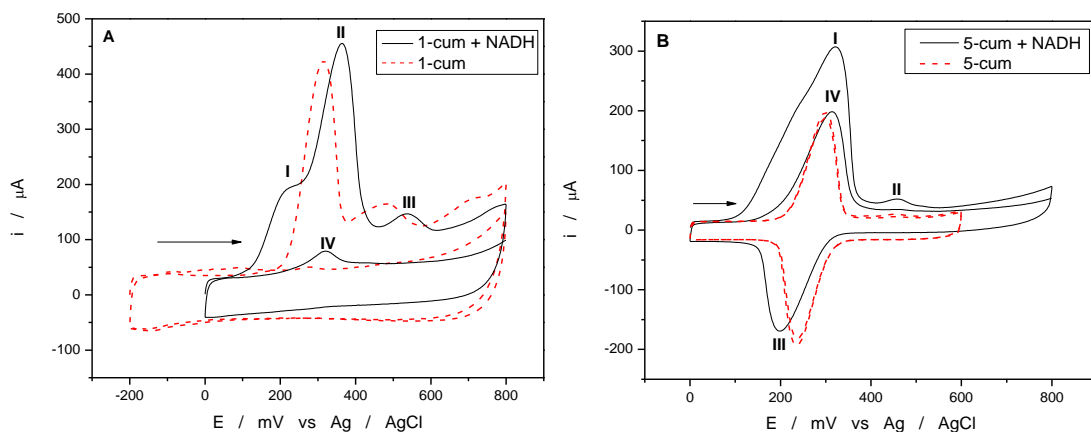 A
1-cum + NADH
1-cum
I
II
III
IV
500
400
300
200
100
0
-100
-200
0
200
400
600
800
i / μA
E / mV vs Ag / AgCl
B
5-cum + NADH
5-cum
I
IV
II
III
300
200
100
0
-100
-200
0
200
400
600
800
i / μA
E / mV vs Ag / AgCl